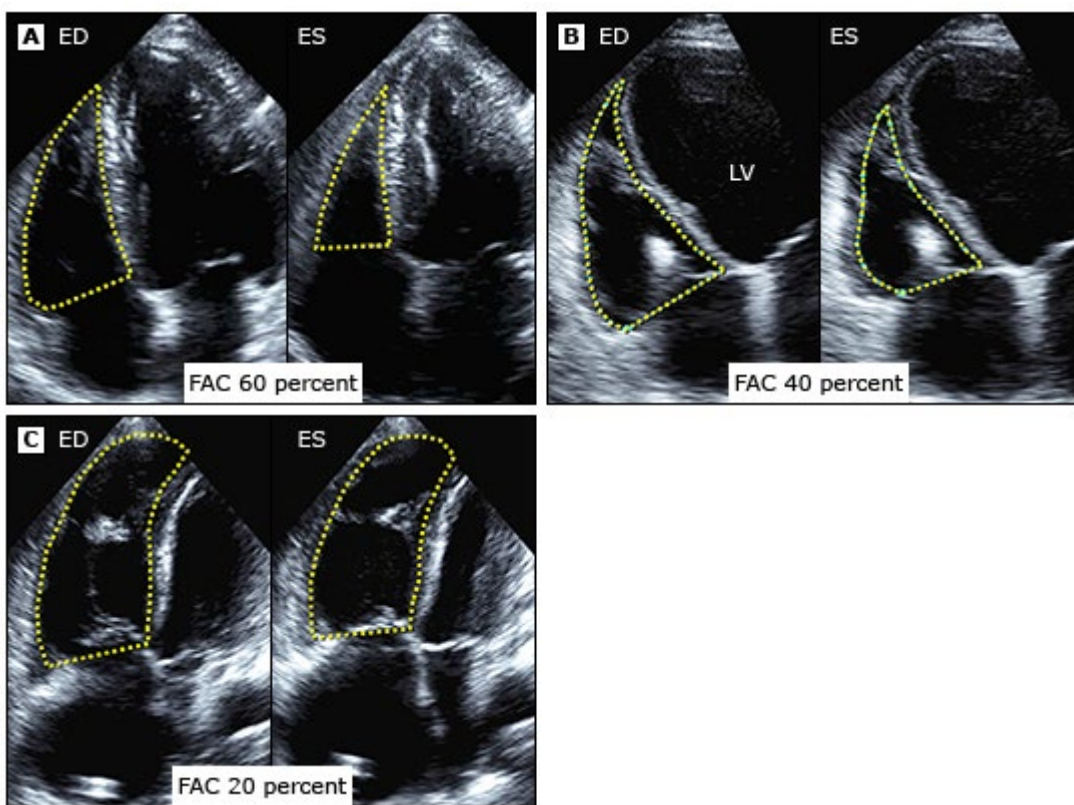 A ED ES
FAC 60 percent
B ED ES
LV
FAC 40 percent
C ED ES
FAC 20 percent